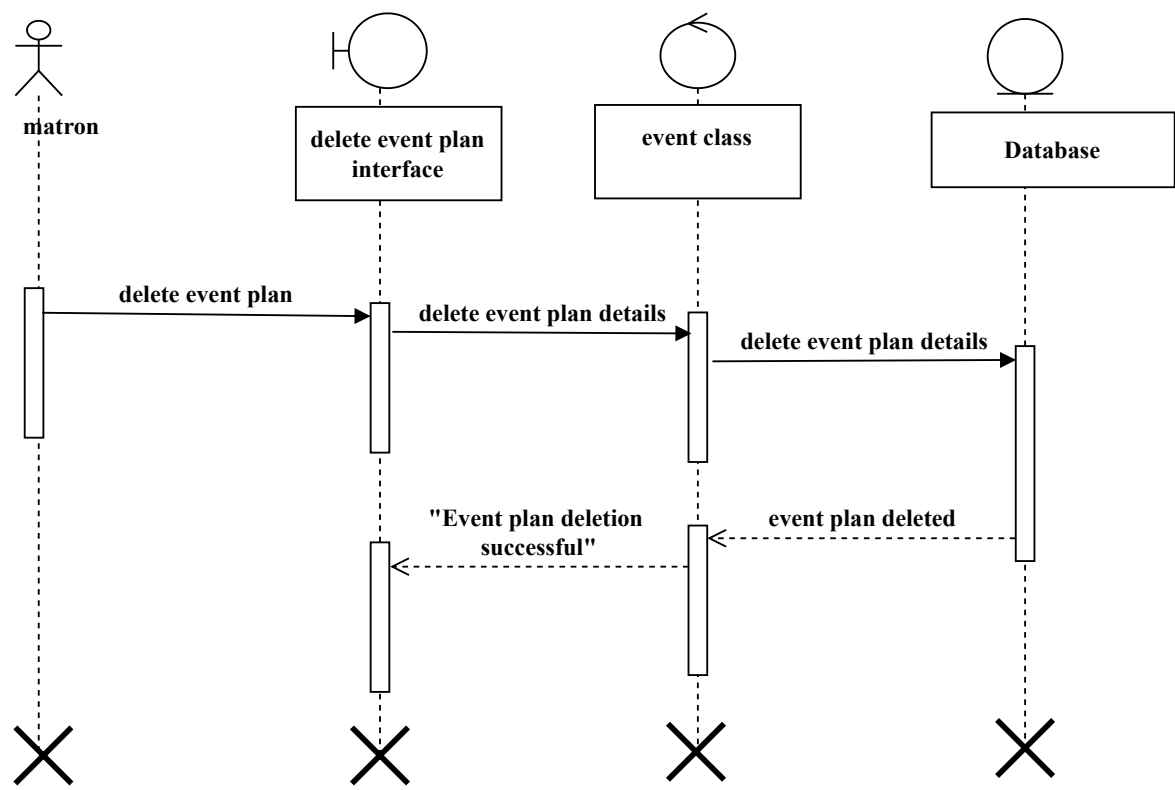 matron
delete event plan
interface
event class
Database
delete event plan
delete event plan details
delete event plan details
"Event plan deletion
successful"
event plan deleted